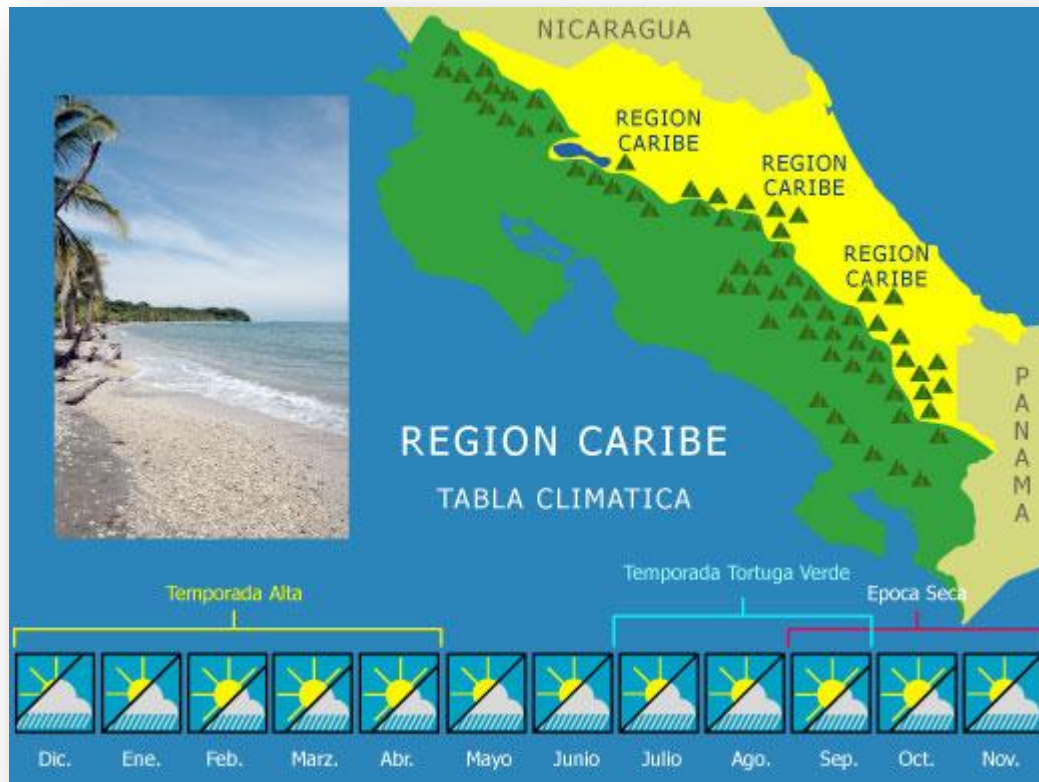 NICARAGUA
REGION
CARIBE
REGION
CARIBE
REGION
CARIBE
PANAMA
REGION CARIBE
TABLA CLIMATICA
Temporada Tortuga Verde
Temporada Alta
Epoca Seca
Dic. Ene. Feb. Marz. Abr. Mayo Junio Julio Ago. Sep. Oct. Nov.